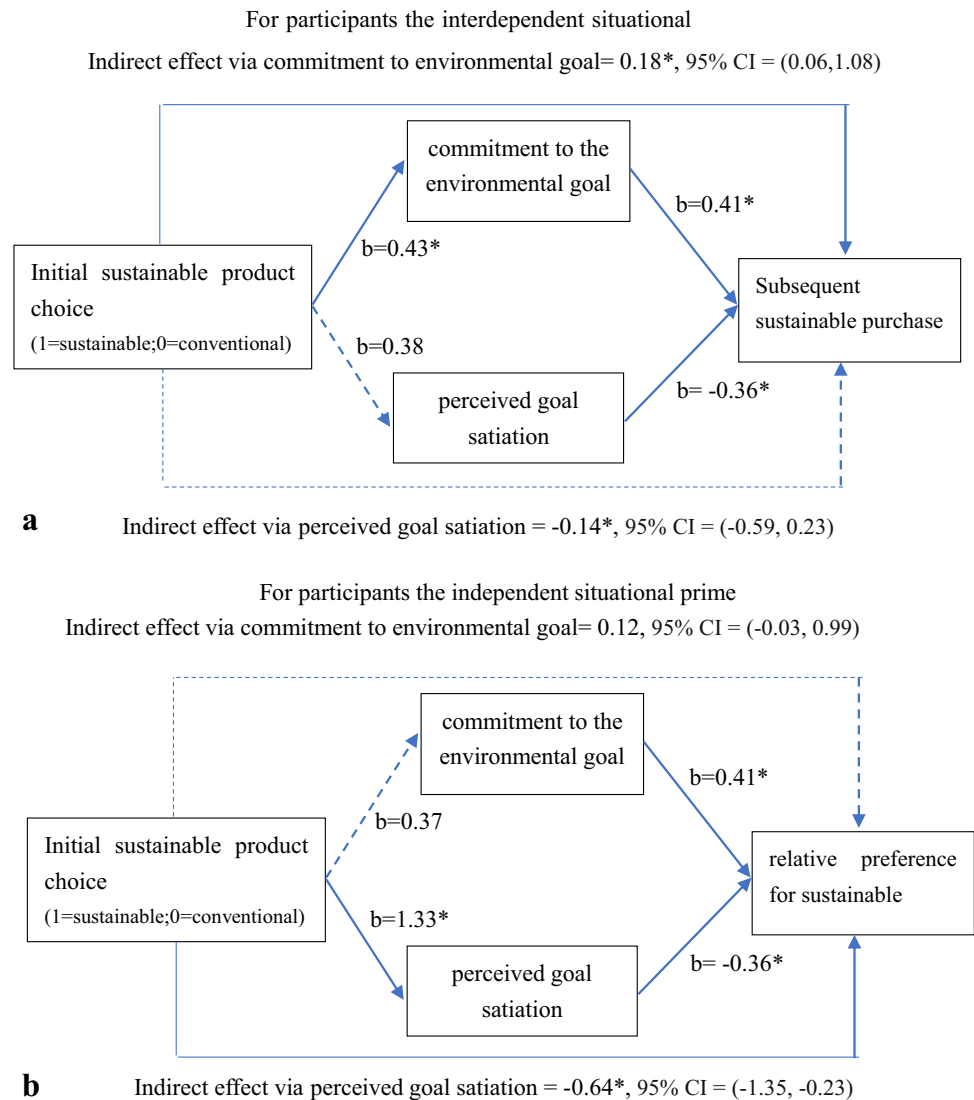 For participants the interdependent situational
Indirect effect via commitment to environmental goal= 0.18*, 95% CI = (0.06,1.08)
commitment to the
environmental goal
b=0.41*
b=0.43*
Initial sustainable product
choice
(1=sustainable;0=conventional)
Subsequent
sustainable purchase
b=0.38
b= -0.36*
perceived goal
satiation
a
Indirect effect via perceived goal satiation = -0.14*, 95% CI = (-0.59, 0.23)
For participants the independent situational prime
Indirect effect via commitment to environmental goal= 0.12, 95% CI = (-0.03, 0.99)
commitment to the
environmental goal
b=0.41*
b=0.37
Initial sustainable product
choice
(1=sustainable;0=conventional)
relative preference
for sustainable
b=1.33*
b= -0.36*
perceived goal
satiation
b
Indirect effect via perceived goal satiation = -0.64*, 95% CI = (-1.35, -0.23)